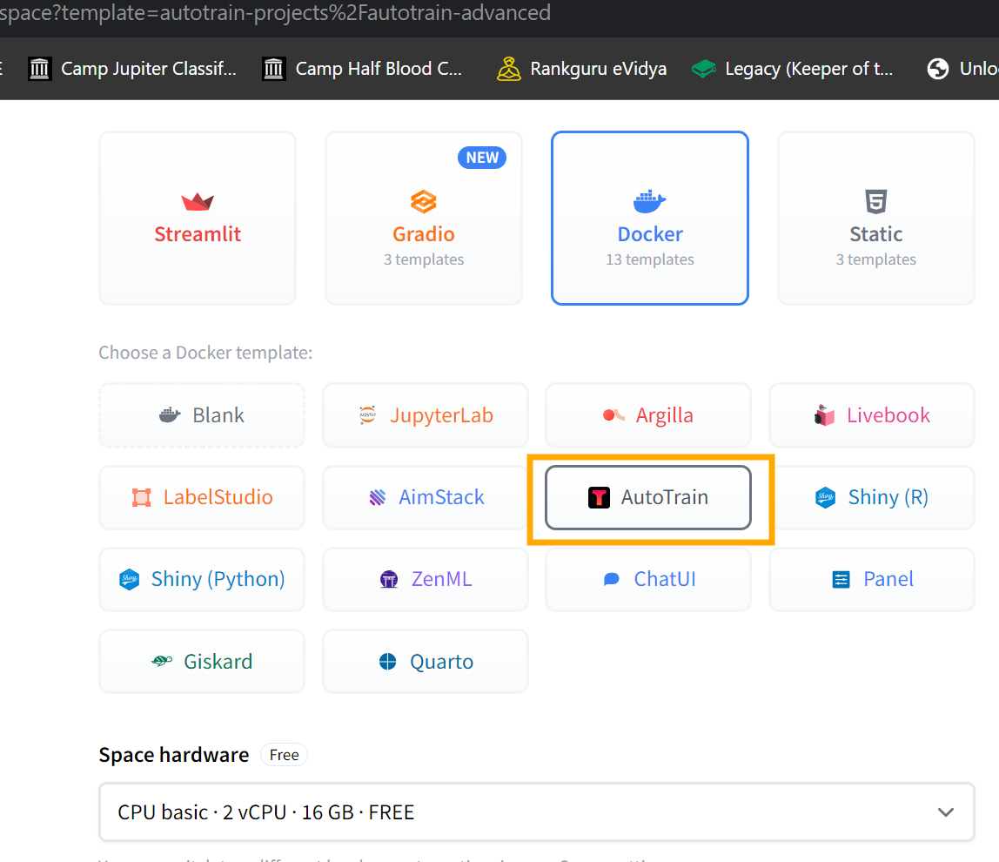 space?template=autotrain-projects%2Fautotrain-advanced
Camp Jupiter Classif... Camp Half Blood C... Rankguru eVidya Legacy (Keeper of t... Unlo
NEW
Streamlit Gradio Docker Static
3 templates 13 templates 3 templates
Choose a Docker template:
Blank JupyterLab Argilla Livebook
LabelStudio AimStack AutoTrain Shiny (R)
Shiny (Python) ZenML ChatUI Panel
Giskard Quarto
Space hardware Free
CPU basic · 2 vCPU · 16 GB · FREE